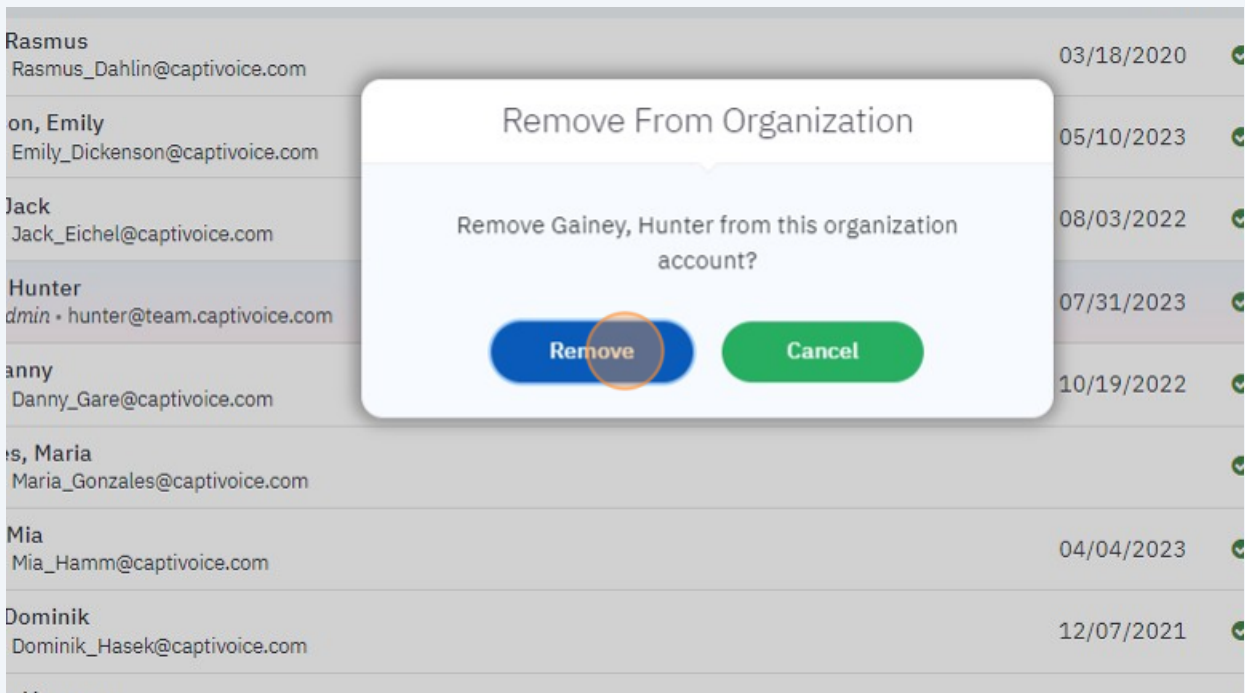 Rasmus
Rasmus_Dahlin@captivoice.com
03/18/2020
Remove From Organization
on, Emily
Emily_Dickenson@captivoice.com
05/10/2023
Jack
Jack_Eichel@captivoice.com
08/03/2022
Remove Gainey, Hunter from this organization
account?
Hunter
dmin • hunter@team.captivoice.com
07/31/2023
Remove
Cancel
anny
Danny_Gare@captivoice.com
10/19/2022
es, Maria
Maria_Gonzales@captivoice.com
Mia
Mia_Hamm@captivoice.com
04/04/2023
Dominik
Dominik_Hasek@captivoice.com
12/07/2021